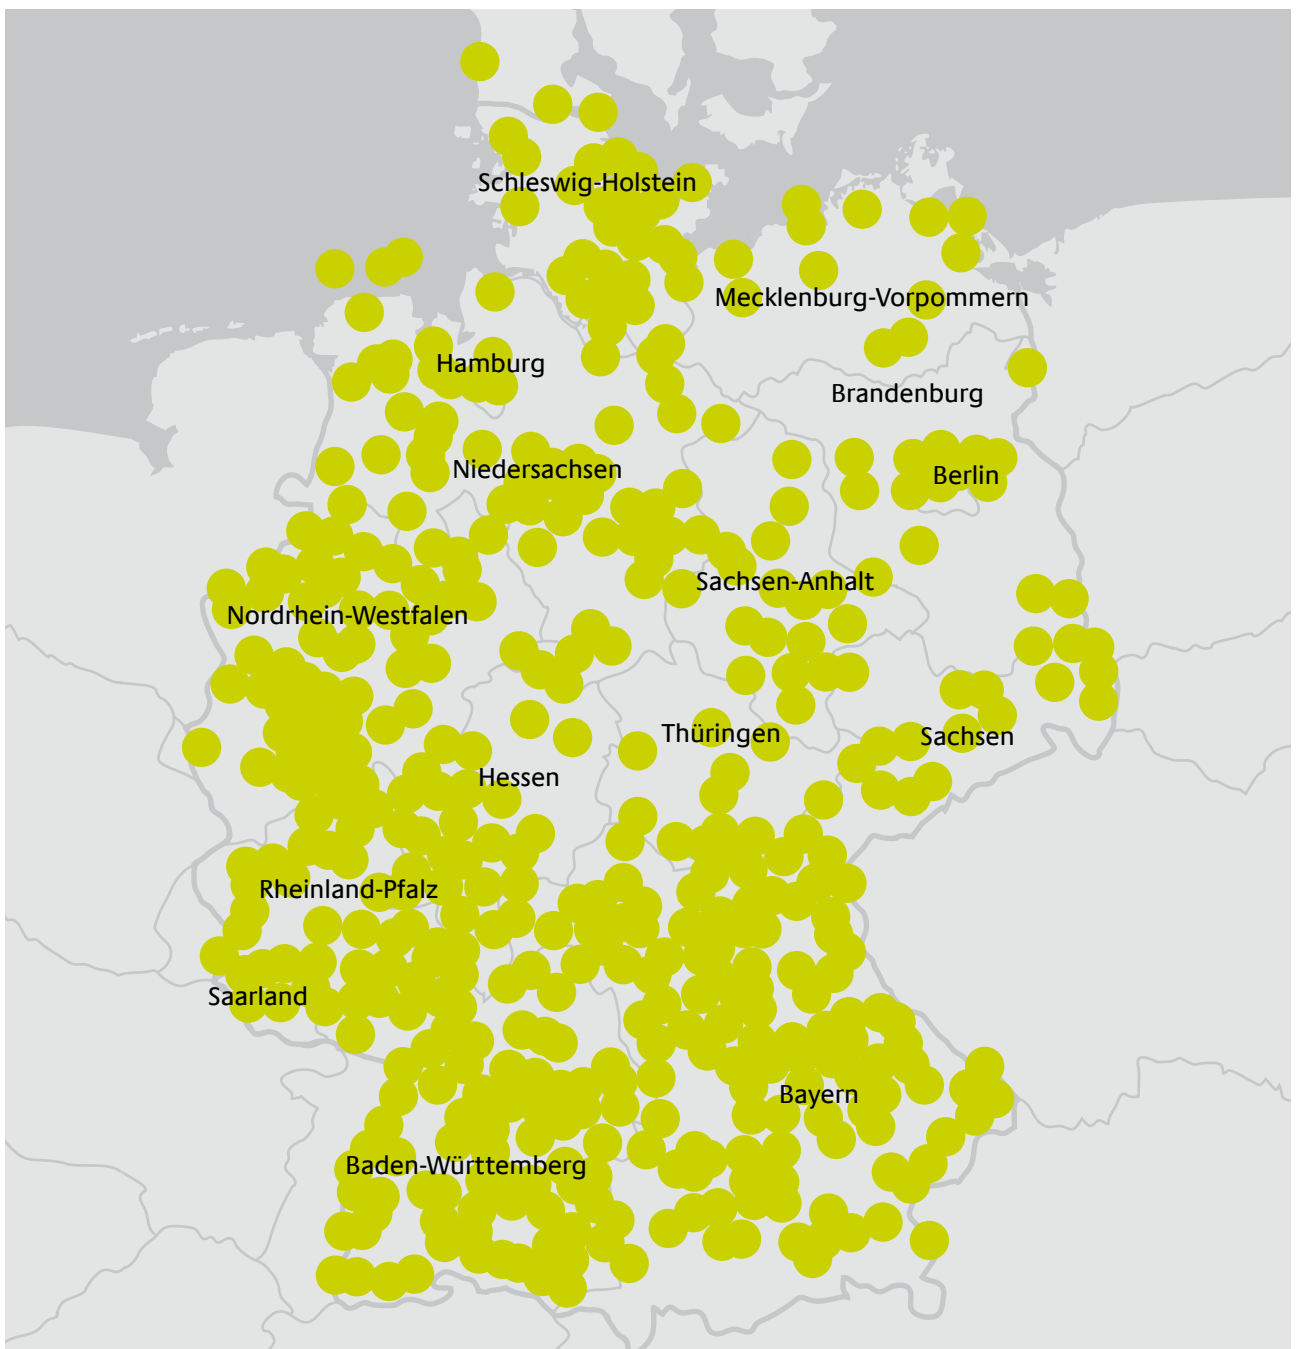 Schleswig-Holstein
Mecklenburg-Vorpommern
Hamburg
Brandenburg
Niedersachsen
Berlin
Sachsen-Anhalt
Nordrhein-Westfalen
Thüringen
Sachsen
Hessen
Rheinland-Pfalz
Saarland
Bayern
Baden-Württemberg